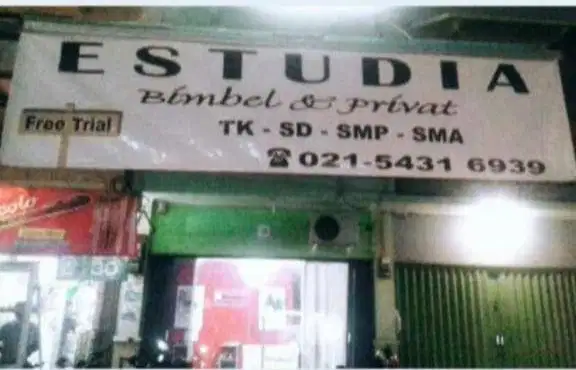 ESTUDIA
Bimbel & Privat
Free Trial
TK - SD - SMP - SMA
☎ 021-5431 6939